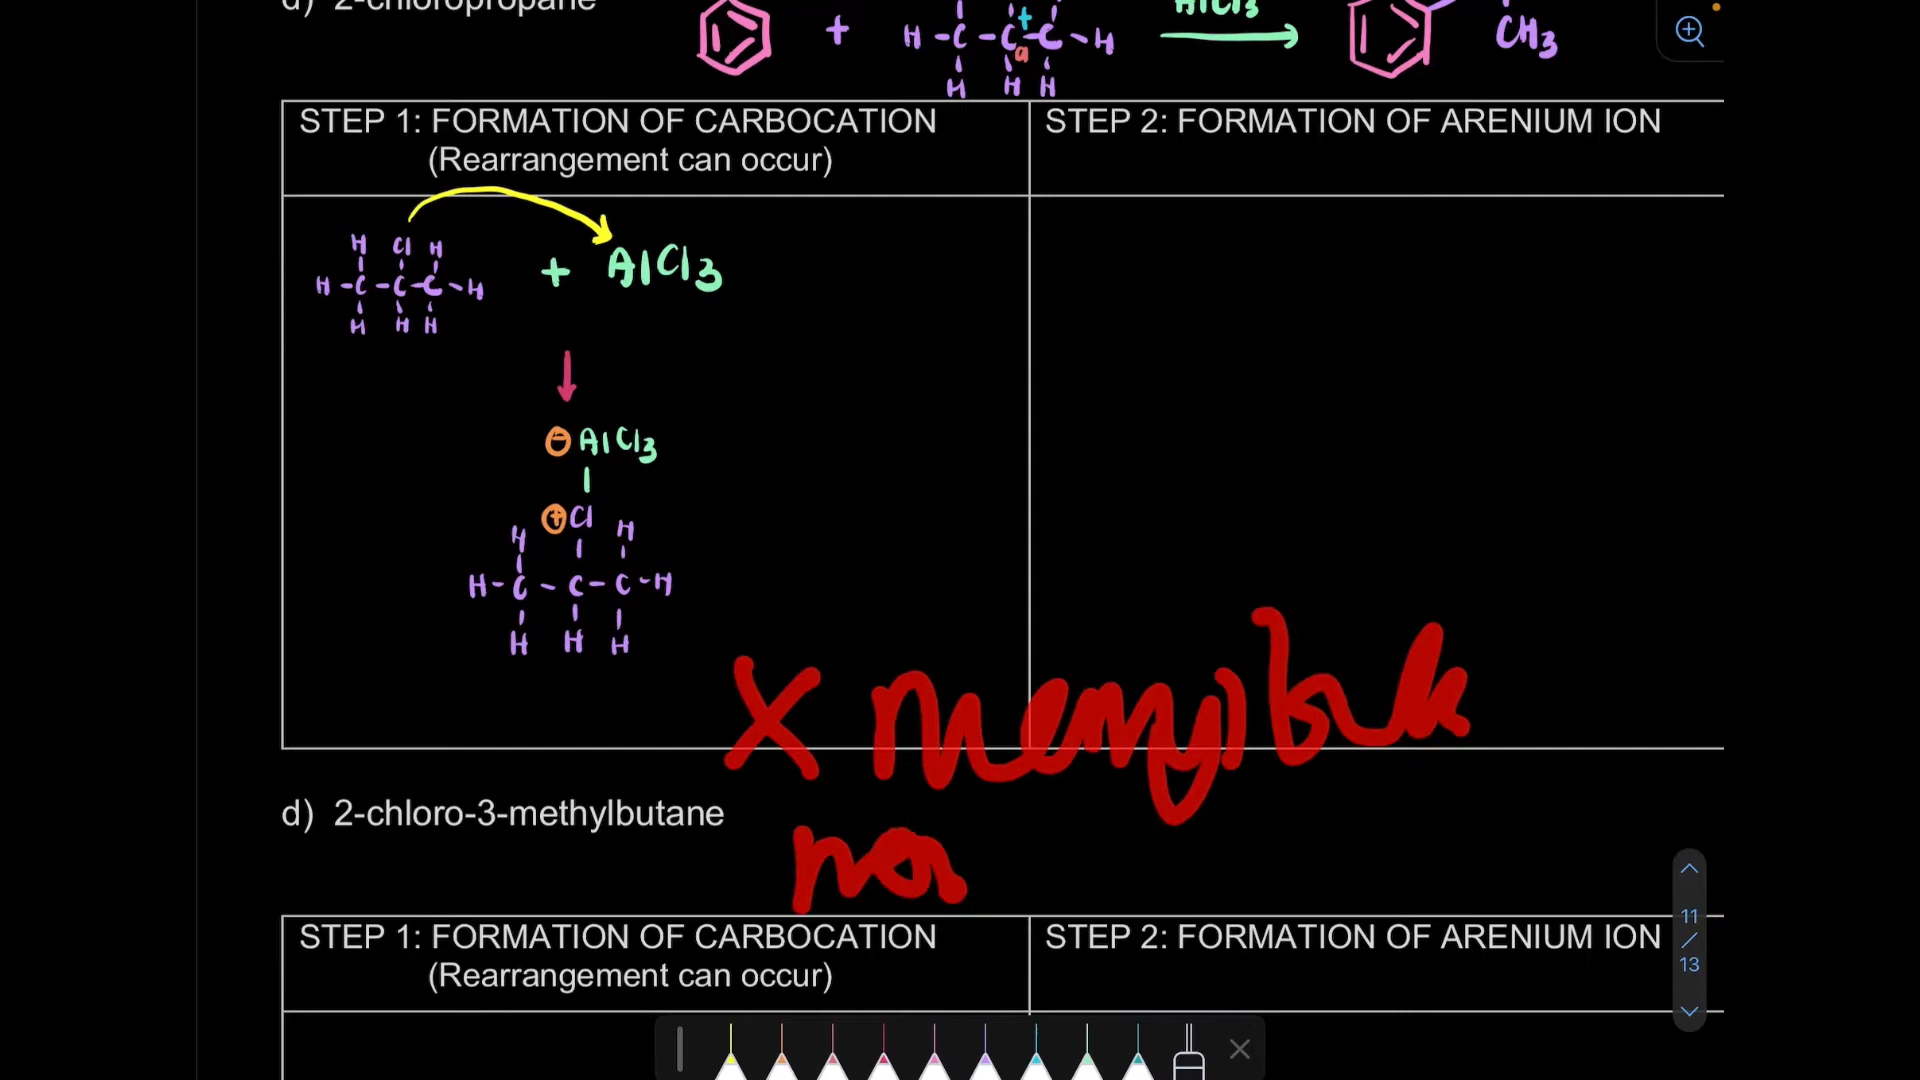 d) 2-chloropropane
+ H-C-C-C-H AlCl3
+
a
H H H
CH3
STEP 1: FORMATION OF CARBOCATION
(Rearrangement can occur)
STEP 2: FORMATION OF ARENIUM ION
H Cl H
H-C-C-C-H + AlCl3
H H H
⊖ AlCl3
⊕ Cl
H H
H-C-C-C-H
H H H
X
d) 2-chloro-3-methylbutane
STEP 1: FORMATION OF CARBOCATION
(Rearrangement can occur)
STEP 2: FORMATION OF ARENIUM ION
11
/
13